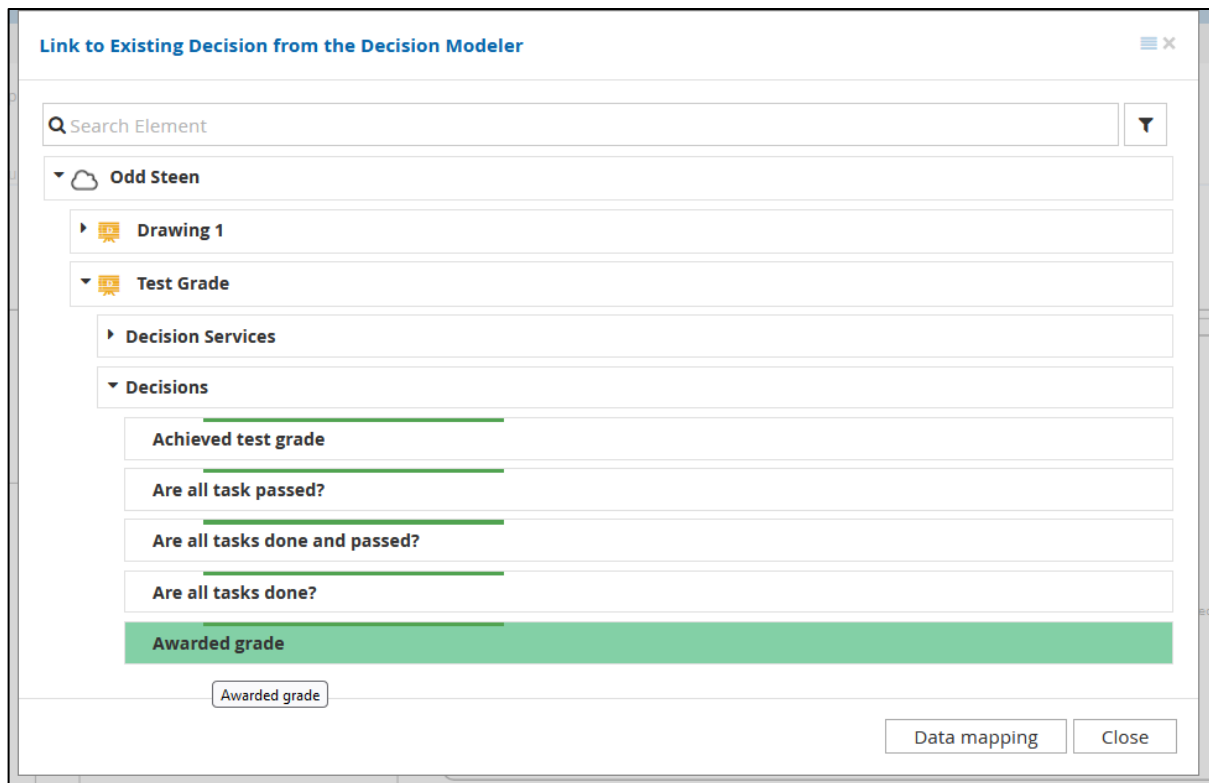 Link to Existing Decision from the Decision Modeler
Search Element
Odd Steen
Drawing 1
Test Grade
Decision Services
Decisions
Achieved test grade
Are all task passed?
Are all tasks done and passed?
Are all tasks done?
Awarded grade
Awarded grade
Data mapping
Close